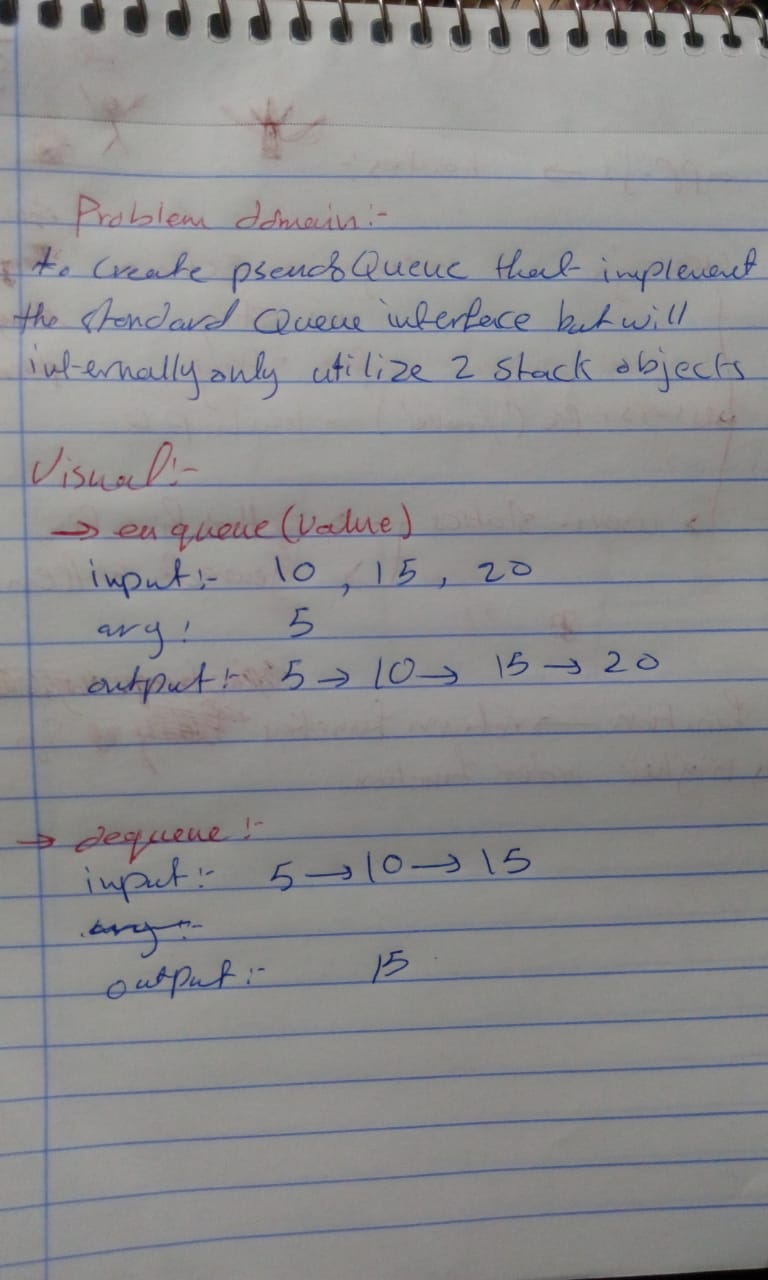 Problem domain:-
to create pseudoQueue that implement
the standard Queue interface but will
internally only utilize 2 stack objects
Visual:-
→ enqueue (value)
input:- 10 , 15 , 20
arg: 5
output:- 5 → 10 → 15 → 20
→ dequeue:-
input:- 5 → 10 → 15
arg:-
output:- 15